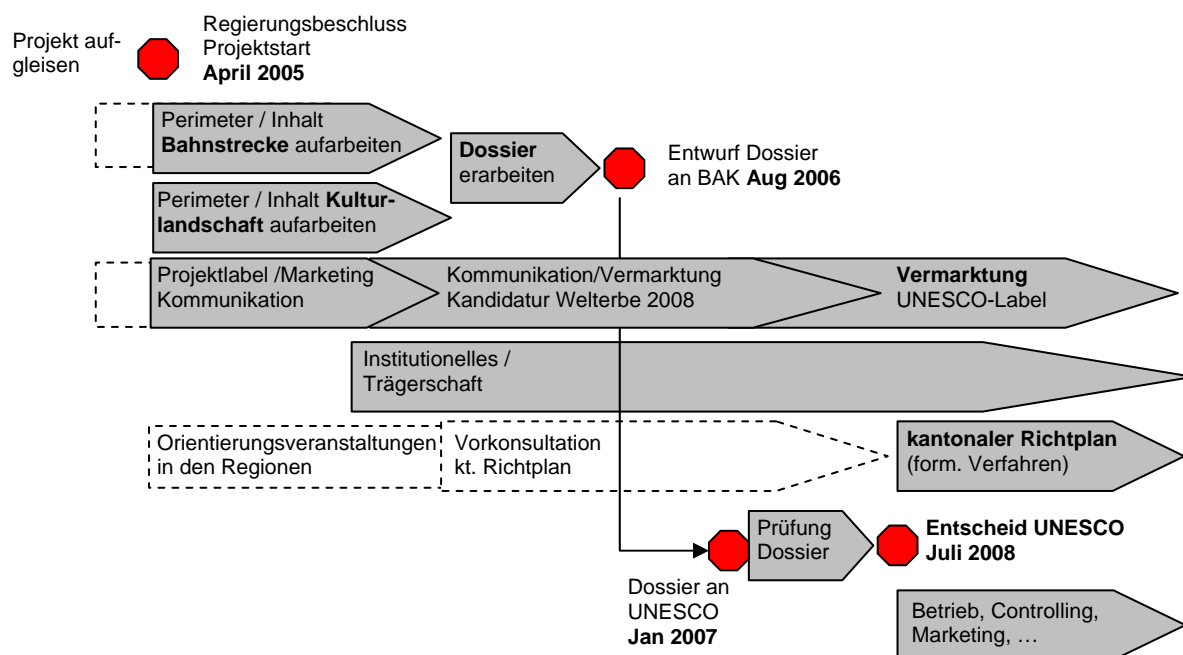 Projekt auf-
gleisen
Regierungsbeschluss
Projektstart
April 2005
Perimeter / Inhalt
Bahnstrecke aufarbeiten
Dossier
erarbeiten
Entwurf Dossier
an BAK Aug 2006
Perimeter / Inhalt Kultur-
landschaft aufarbeiten
Projektlabel /Marketing
Kommunikation
Kommunikation/Vermarktung
Kandidatur Welterbe 2008
Vermarktung
UNESCO-Label
Institutionelles /
Trägerschaft
Orientierungsveranstaltungen
in den Regionen
Vorkonsultation
kt. Richtplan
kantonaler Richtplan
(form. Verfahren)
Prüfung
Dossier
Entscheid UNESCO
Juli 2008
Dossier an
UNESCO
Jan 2007
Betrieb, Controlling,
Marketing, …